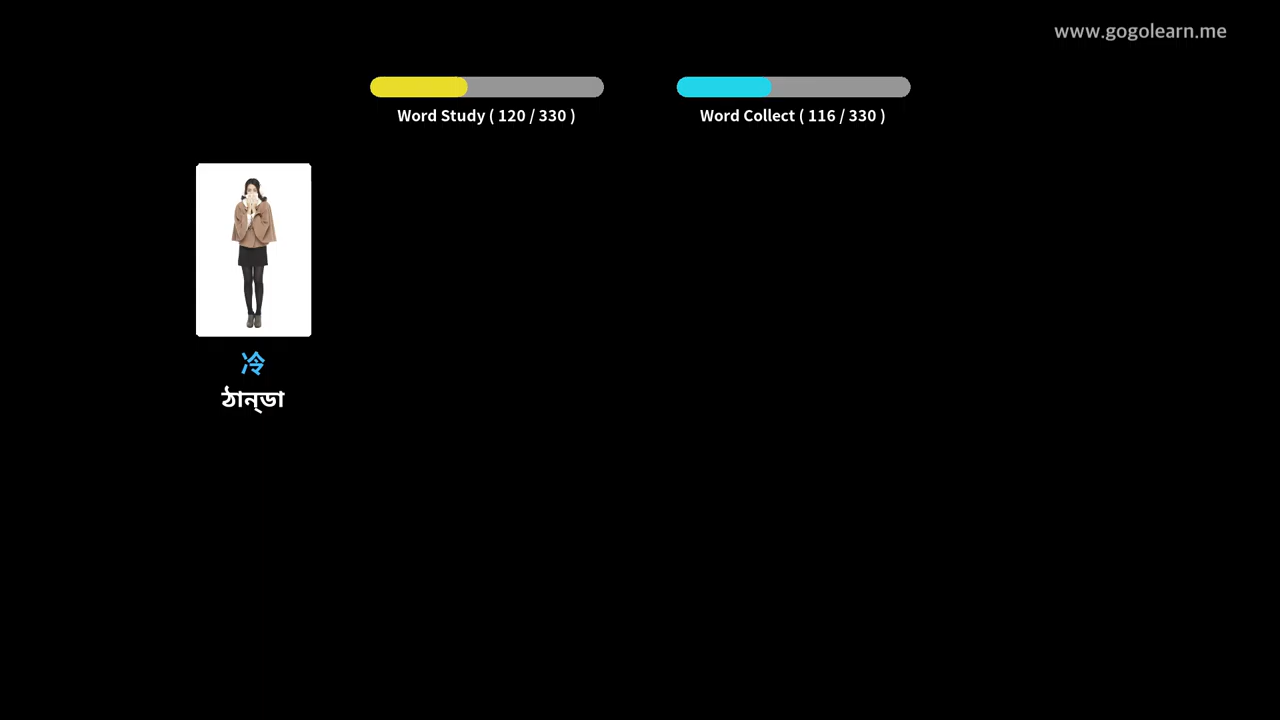 www.gogolearn.me
Word Study ( 120 / 330 )
Word Collect ( 116 / 330 )
冷
ঠান্‌ডা